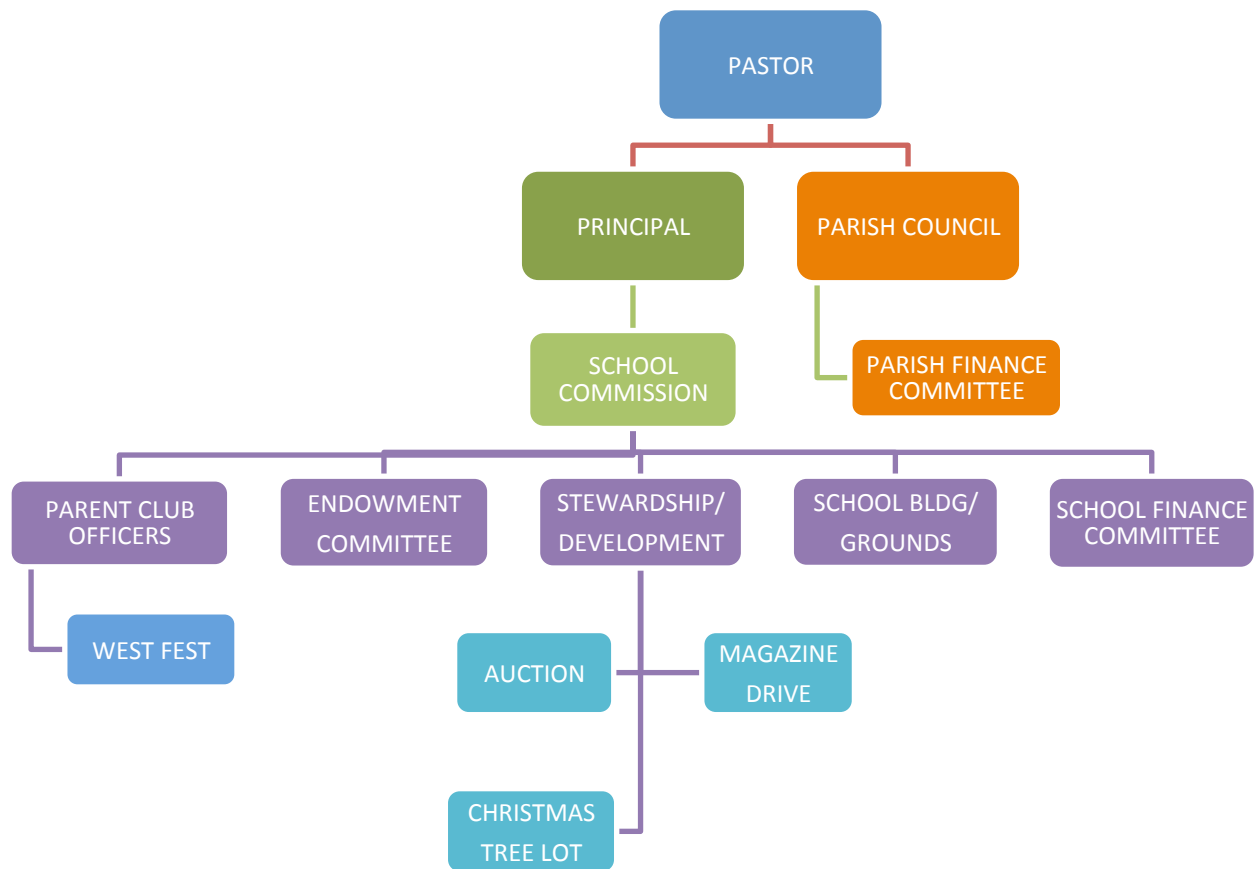 PASTOR
PRINCIPAL
PARISH COUNCIL
SCHOOL
COMMISSION
PARISH FINANCE
COMMITTEE
PARENT CLUB
OFFICERS
ENDOWMENT
COMMITTEE
STEWARDSHIP/
DEVELOPMENT
SCHOOL BLDG/
GROUNDS
SCHOOL FINANCE
COMMITTEE
WEST FEST
AUCTION
MAGAZINE
DRIVE
CHRISTMAS
TREE LOT